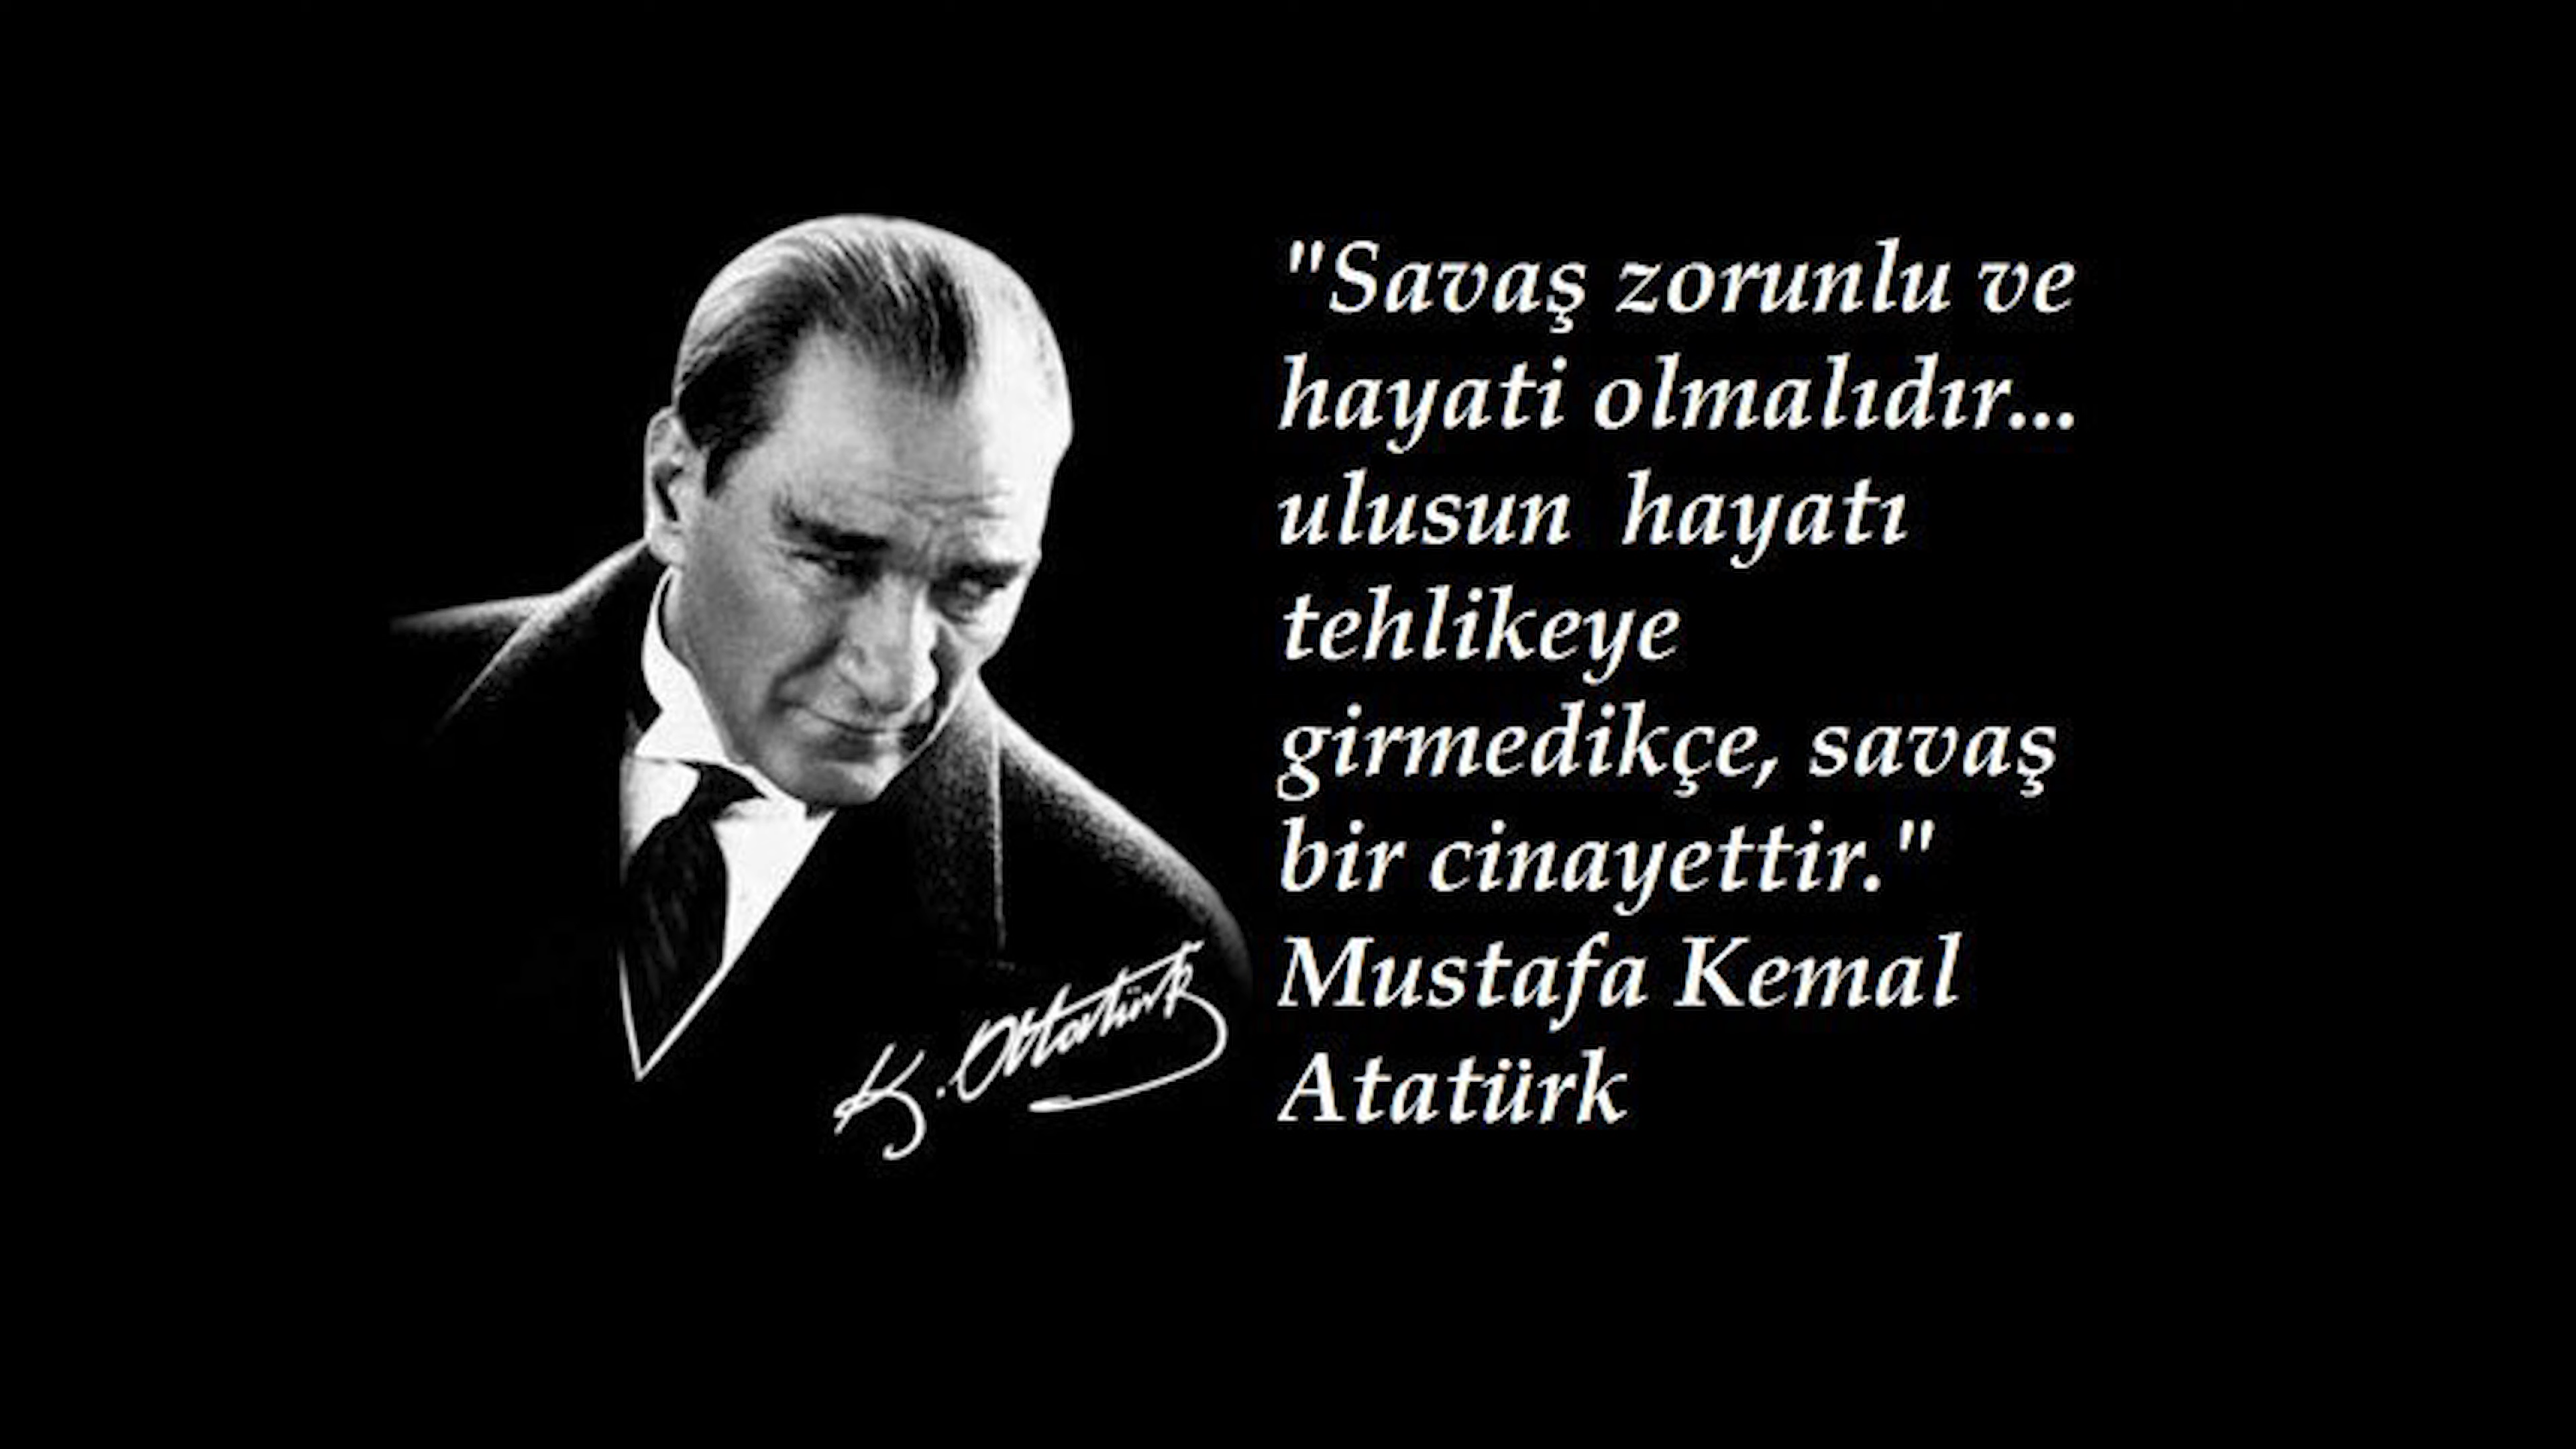 "Savaş zorunlu ve
hayati olmalıdır...
ulusun hayatı
tehlikeye
girmedikçe, savaş
bir cinayettir."
Mustafa Kemal
Atatürk
K. Atatürk